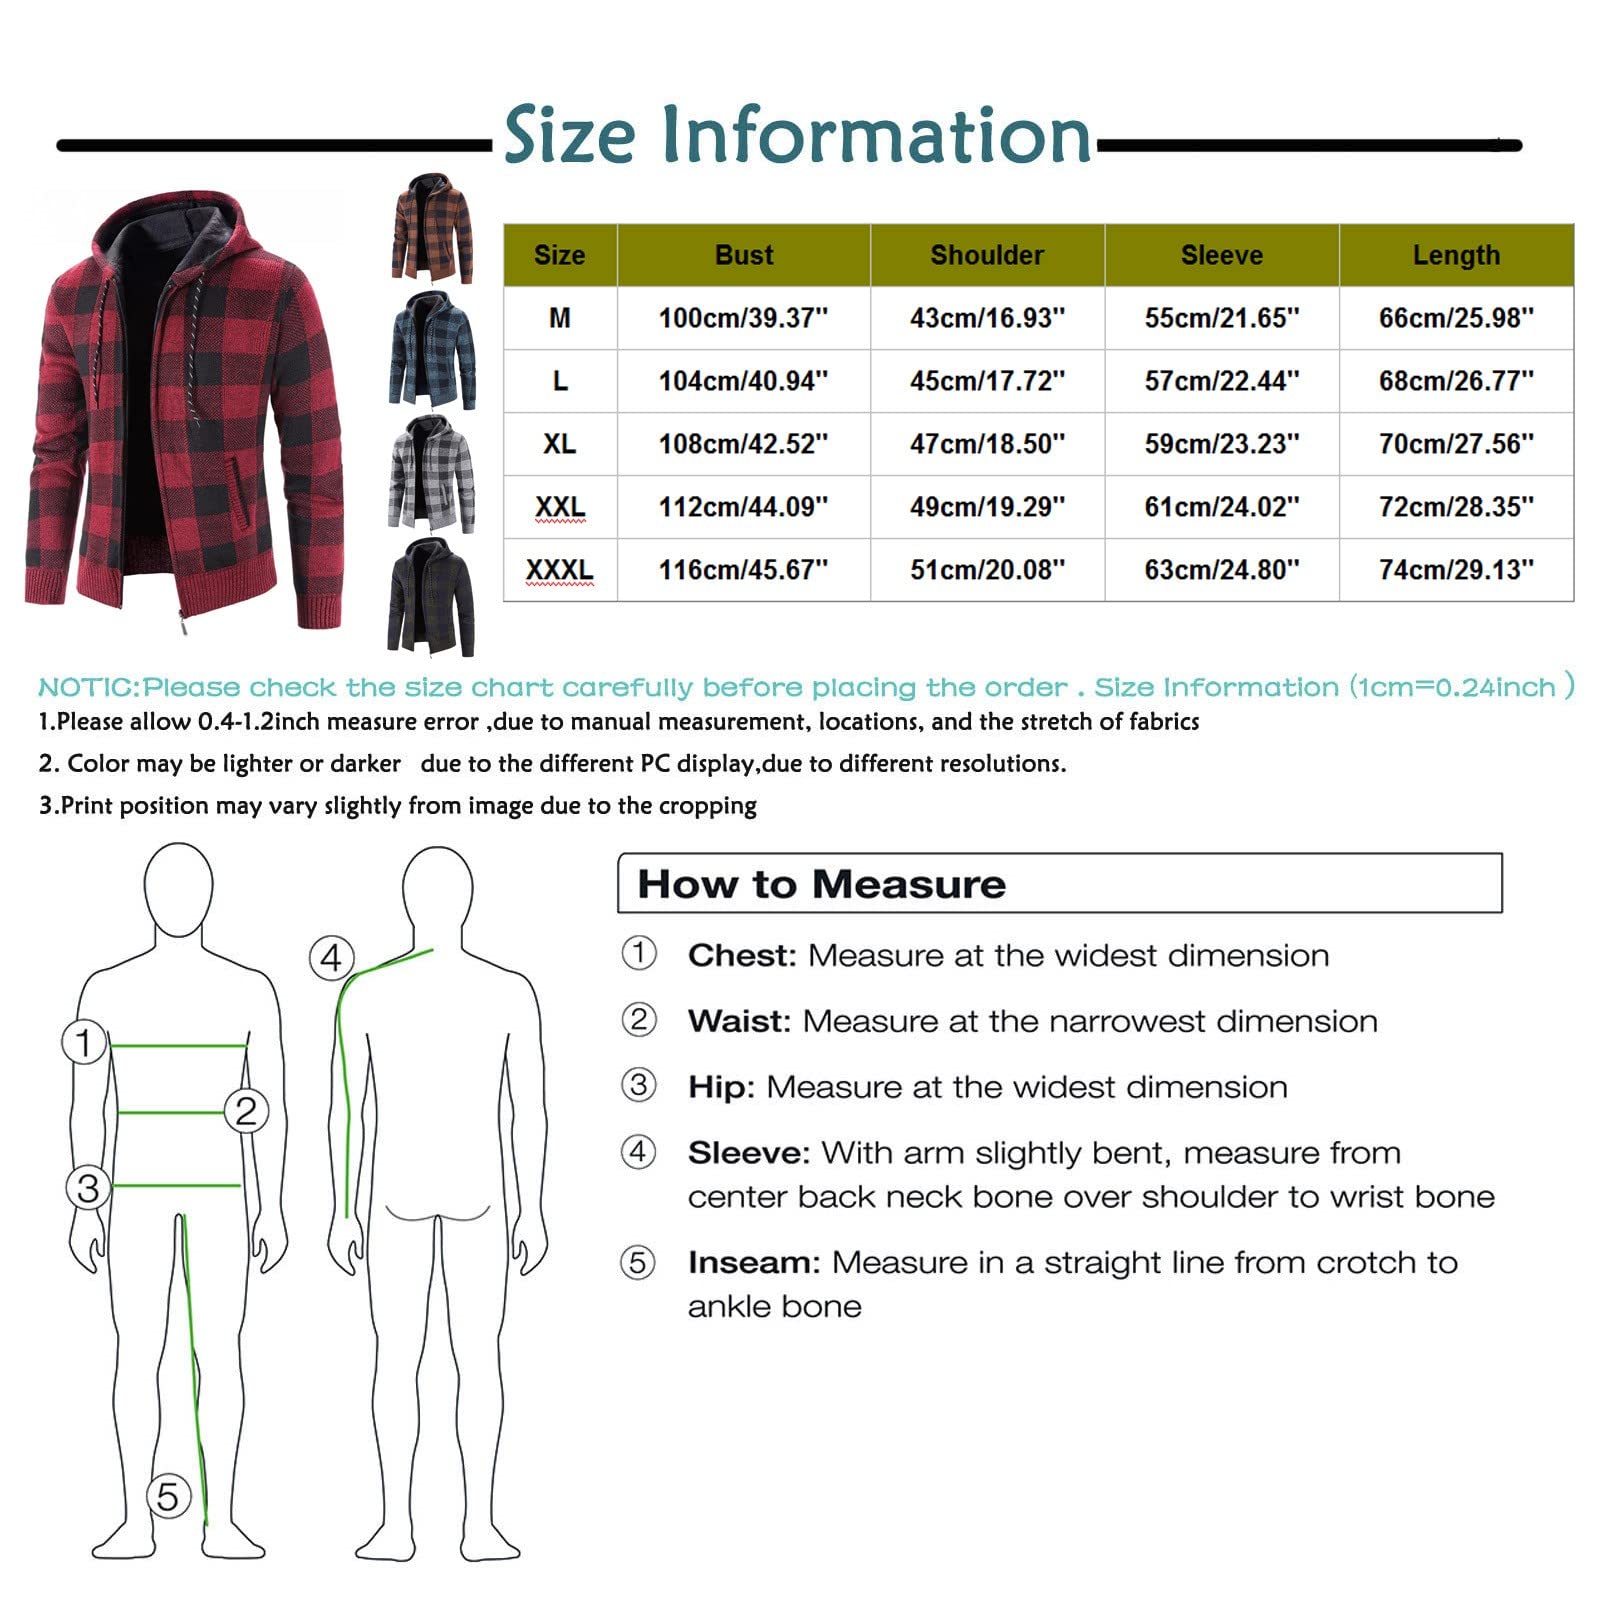 Size Information
Size Bust Shoulder Sleeve Length
M 100cm/39.37" 43cm/16.93" 55cm/21.65" 66cm/25.98"
L 104cm/40.94" 45cm/17.72" 57cm/22.44" 68cm/26.77"
XL 108cm/42.52" 47cm/18.50" 59cm/23.23" 70cm/27.56"
XXL 112cm/44.09" 49cm/19.29" 61cm/24.02" 72cm/28.35"
XXXL 116cm/45.67" 51cm/20.08" 63cm/24.80" 74cm/29.13"
NOTIC:Please check the size chart carefully before placing the order . Size Information (1cm=0.24inch )
1.Please allow 0.4-1.2inch measure error ,due to manual measurement, locations, and the stretch of fabrics
2. Color may be lighter or darker due to the different PC display,due to different resolutions.
3.Print position may vary slightly from image due to the cropping
1
2
3
5
4
How to Measure
1 Chest: Measure at the widest dimension
2 Waist: Measure at the narrowest dimension
3 Hip: Measure at the widest dimension
4 Sleeve: With arm slightly bent, measure from
center back neck bone over shoulder to wrist bone
5 Inseam: Measure in a straight line from crotch to
ankle bone